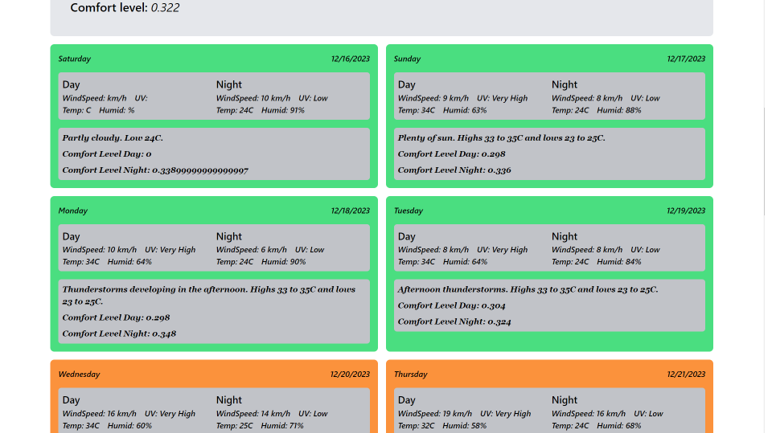 Comfort level: 0.322
Saturday 12/16/2023
Day Night
WindSpeed: km/h UV: WindSpeed: 10 km/h UV: Low
Temp: C Humid: % Temp: 24C Humid: 91%
Partly cloudy. Low 24C.
Comfort Level Day: 0
Comfort Level Night: 0.33899999999999997
Sunday 12/17/2023
Day Night
WindSpeed: 9 km/h UV: Very High WindSpeed: 8 km/h UV: Low
Temp: 34C Humid: 63% Temp: 24C Humid: 88%
Plenty of sun. Highs 33 to 35C and lows 23 to 25C.
Comfort Level Day: 0.298
Comfort Level Night: 0.336
Monday 12/18/2023
Day Night
WindSpeed: 10 km/h UV: Very High WindSpeed: 6 km/h UV: Low
Temp: 34C Humid: 64% Temp: 24C Humid: 90%
Thunderstorms developing in the afternoon. Highs 33 to 35C and lows
23 to 25C.
Comfort Level Day: 0.298
Comfort Level Night: 0.348
Tuesday 12/19/2023
Day Night
WindSpeed: 8 km/h UV: Very High WindSpeed: 8 km/h UV: Low
Temp: 34C Humid: 64% Temp: 24C Humid: 84%
Afternoon thunderstorms. Highs 33 to 35C and lows 23 to 25C.
Comfort Level Day: 0.304
Comfort Level Night: 0.324
Wednesday 12/20/2023
Day Night
WindSpeed: 16 km/h UV: Very High WindSpeed: 14 km/h UV: Low
Temp: 34C Humid: 60% Temp: 25C Humid: 71%
Thursday 12/21/2023
Day Night
WindSpeed: 19 km/h UV: Very High WindSpeed: 16 km/h UV: Low
Temp: 32C Humid: 58% Temp: 24C Humid: 68%